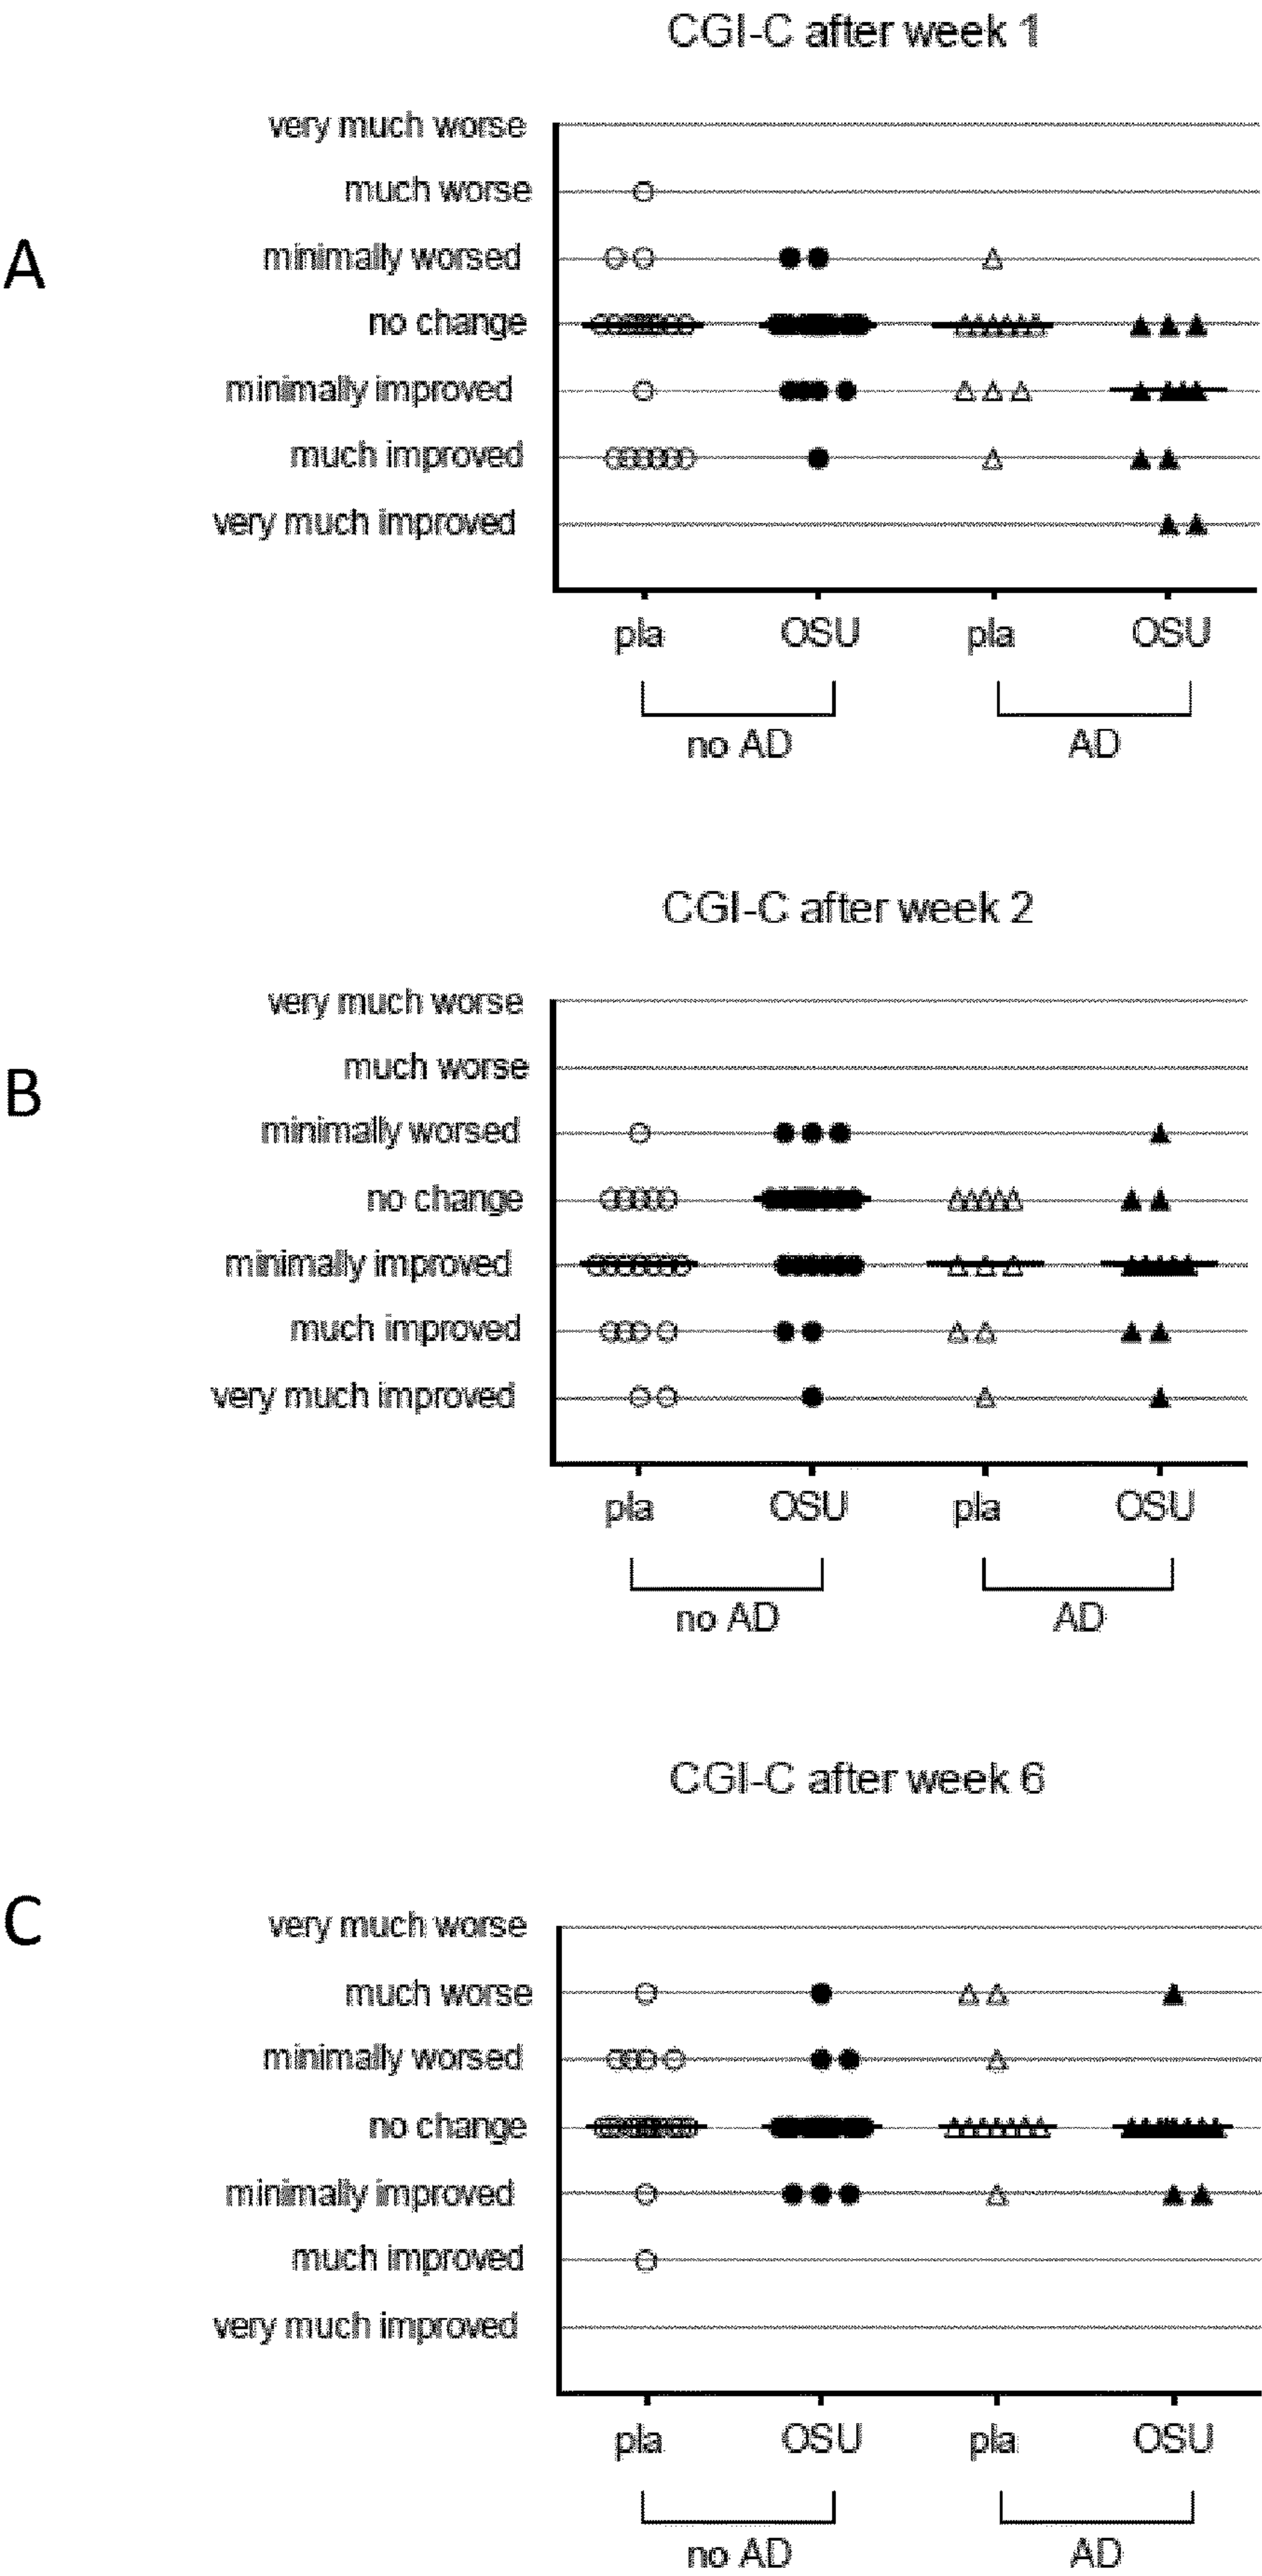 CGI-C after week 1
A
very much worse
much worse
minimally worsed
no change
minimally improved
much improved
very much improved
pla OSU pla OSU
no AD AD
CGI-C after week 2
B
very much worse
much worse
minimally worsed
no change
minimally improved
much improved
very much improved
pla OSU pla OSU
no AD AD
CGI-C after week 6
C
very much worse
much worse
minimally worsed
no change
minimally improved
much improved
very much improved
pla OSU pla OSU
no AD AD